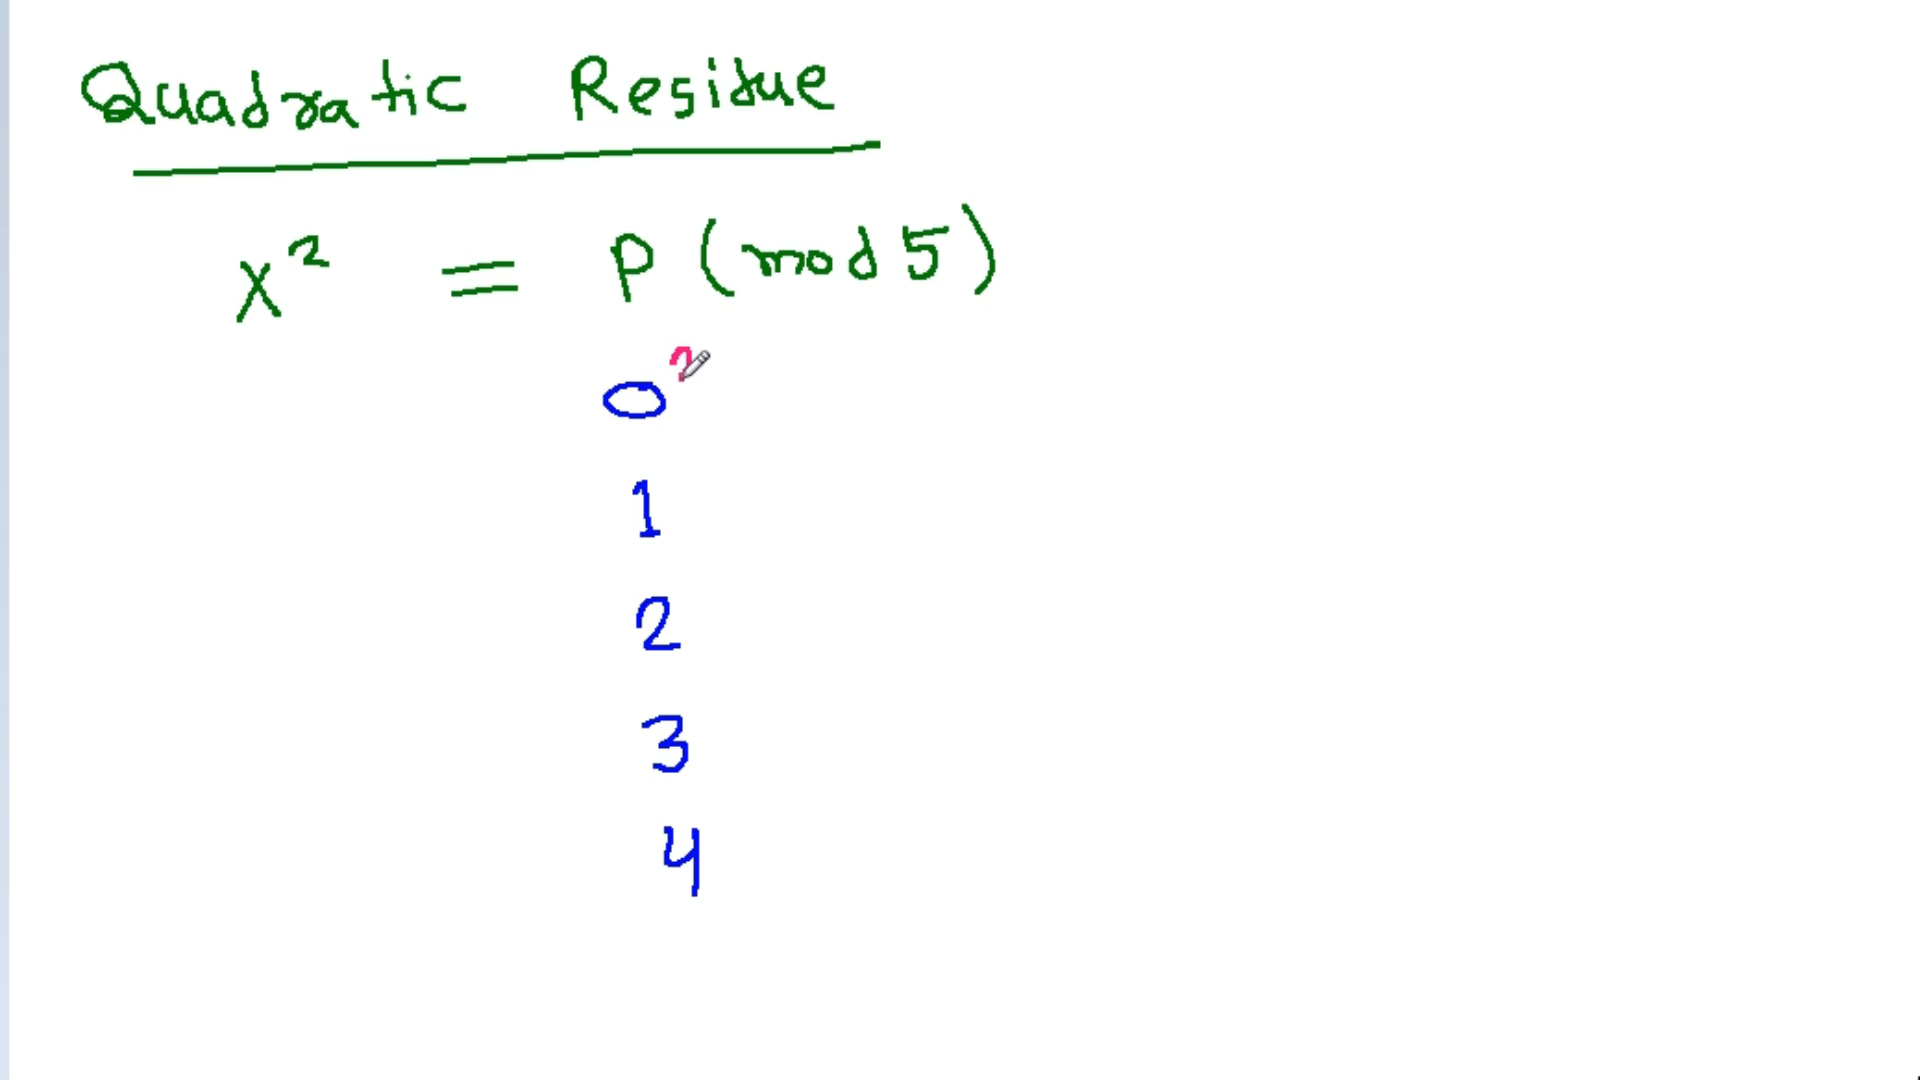 Quadratic Residue
x² = P (mod 5)
0²
1
2
3
4